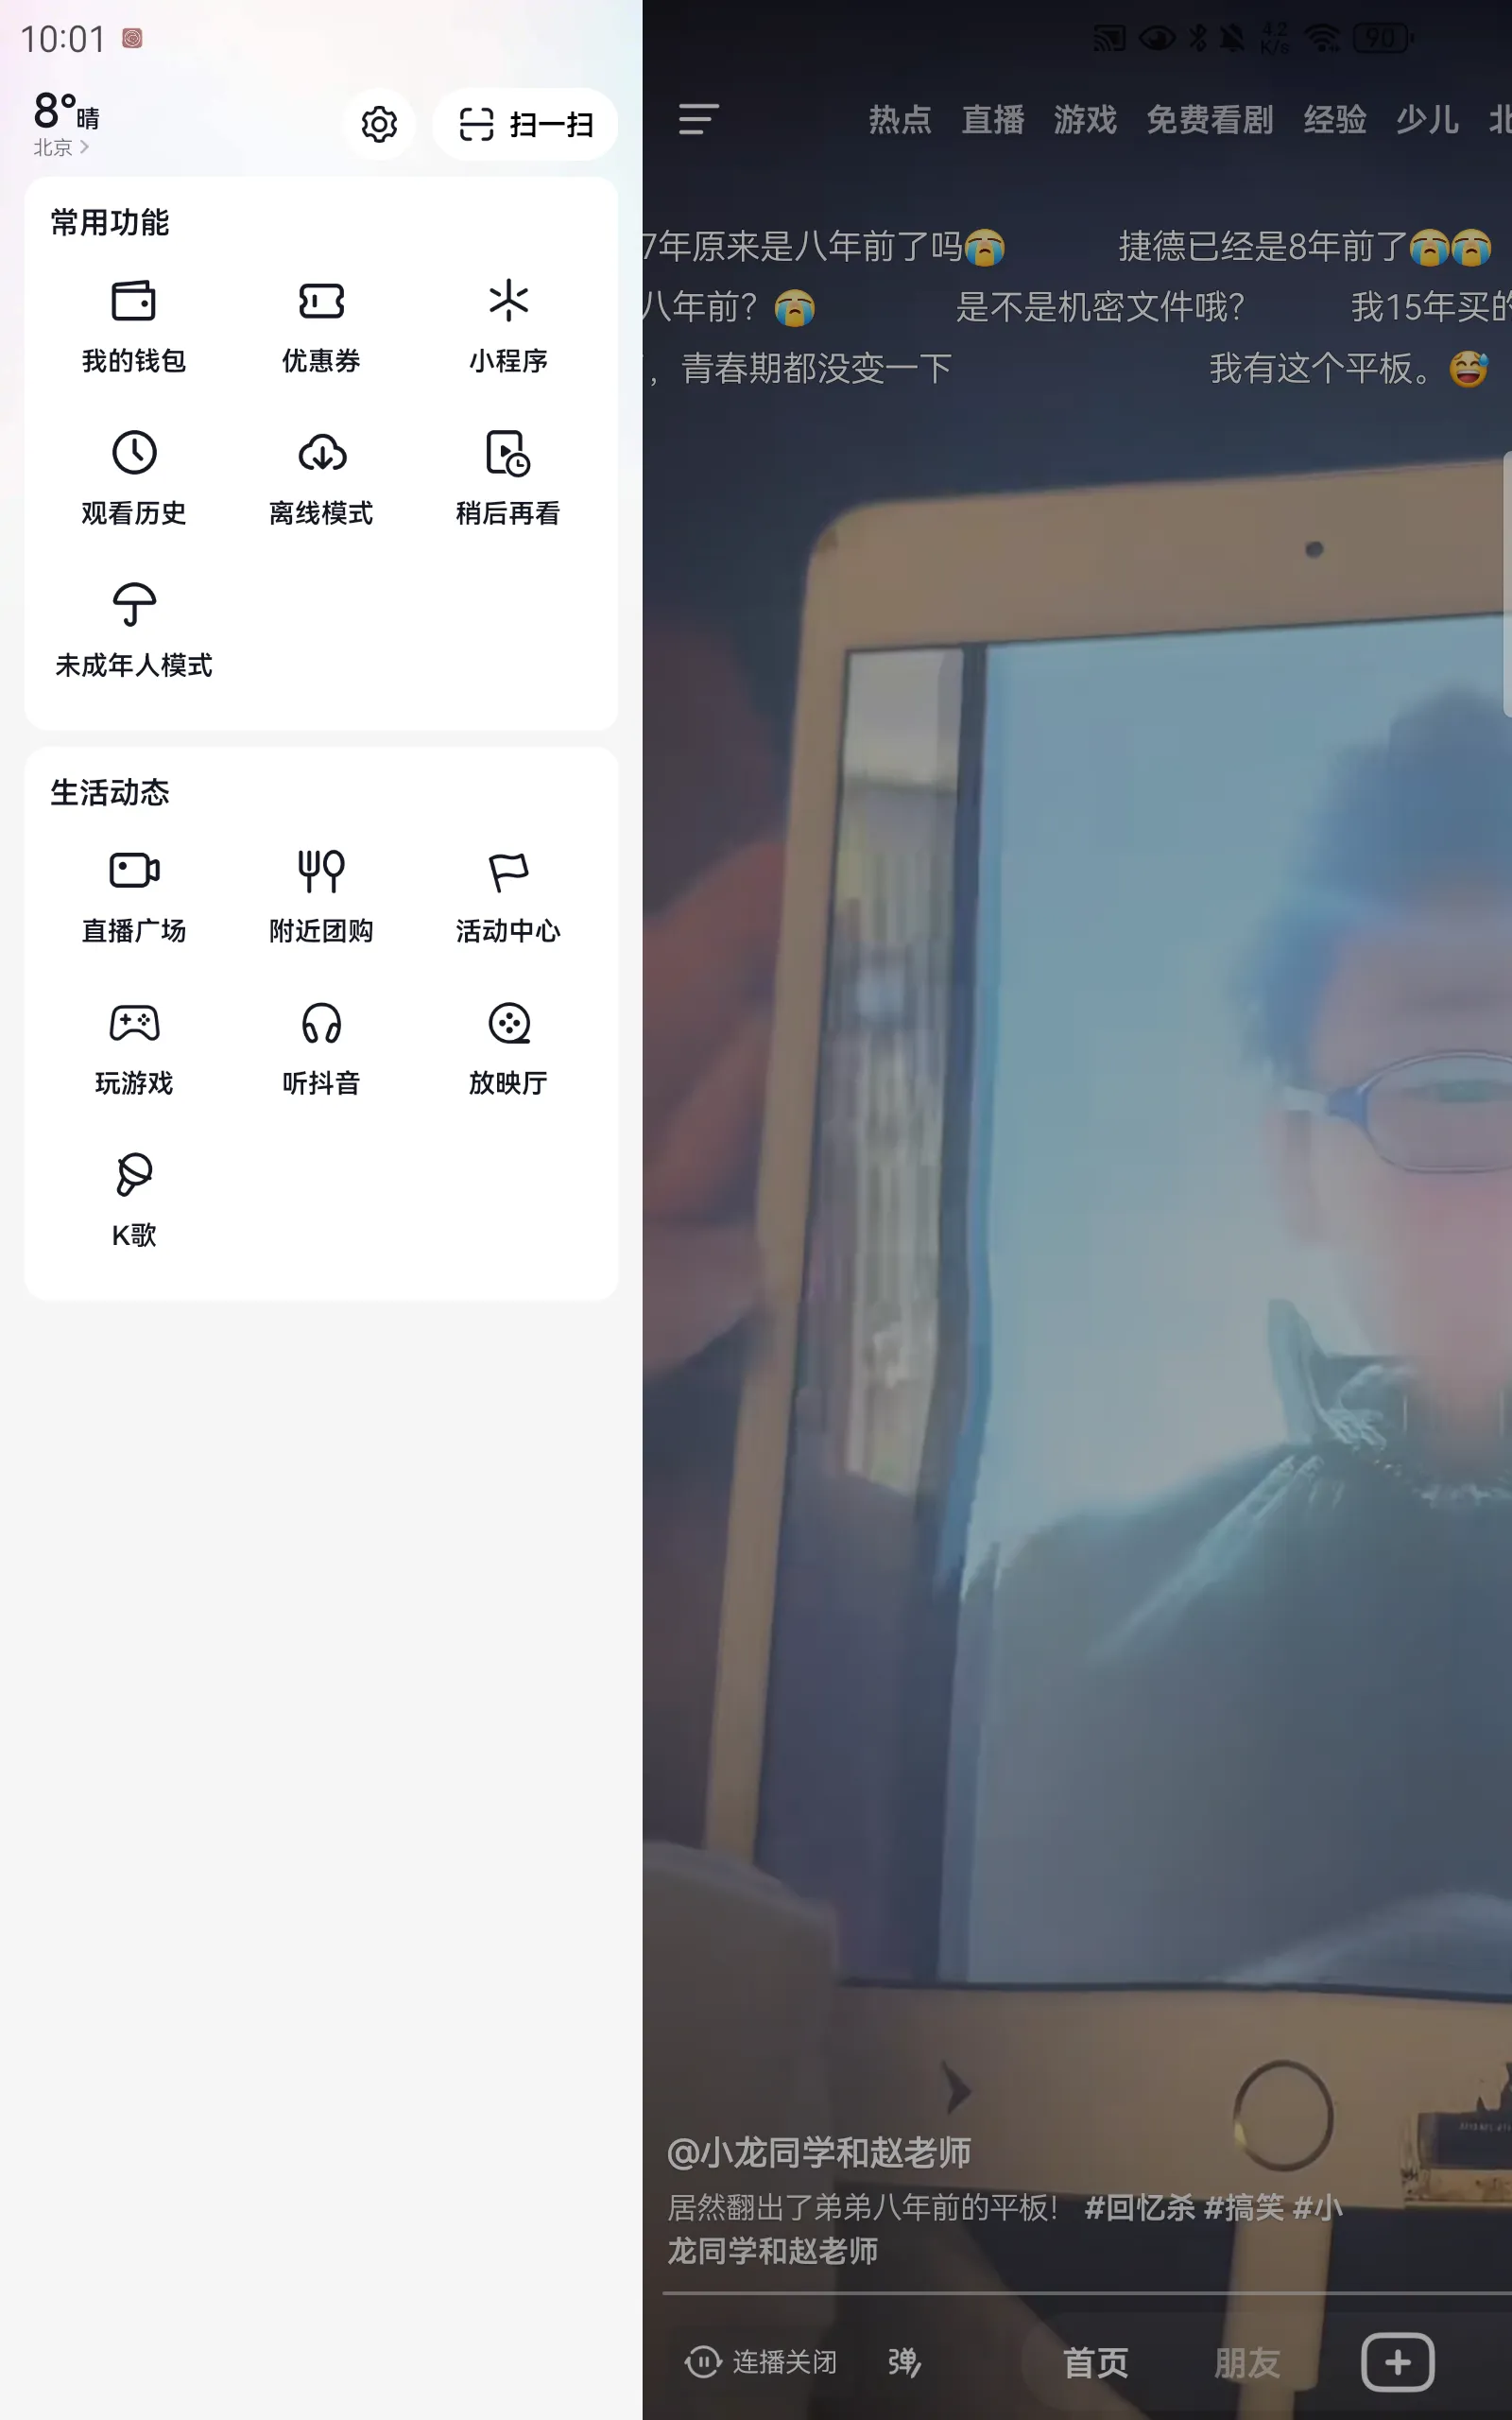 10:01
4.2
K/s
90
8°晴
北京
扫一扫
常用功能
我的钱包
优惠券
小程序
观看历史
离线模式
稍后再看
未成年人模式
生活动态
直播广场
附近团购
活动中心
玩游戏
听抖音
放映厅
K歌
热点 直播 游戏 免费看剧 经验 少儿
7年原来是八年前了吗😭 捷德已经是8年前了😭😭
八年前？😭 是不是机密文件哦？ 我15年买的
，青春期都没变一下 我有这个平板。😅
@小龙同学和赵老师
居然翻出了弟弟八年前的平板！ #回忆杀 #搞笑 #小
龙同学和赵老师
连播关闭 弹 首页 朋友